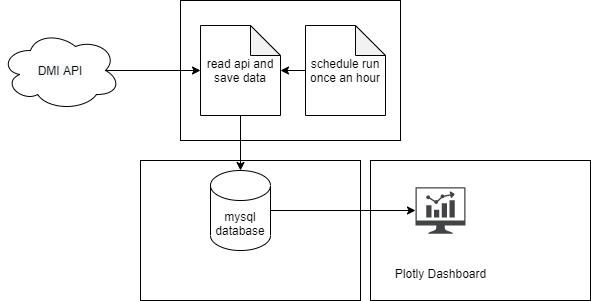 DMI API
read api and
save data
schedule run
once an hour
mysql
database
Plotly Dashboard